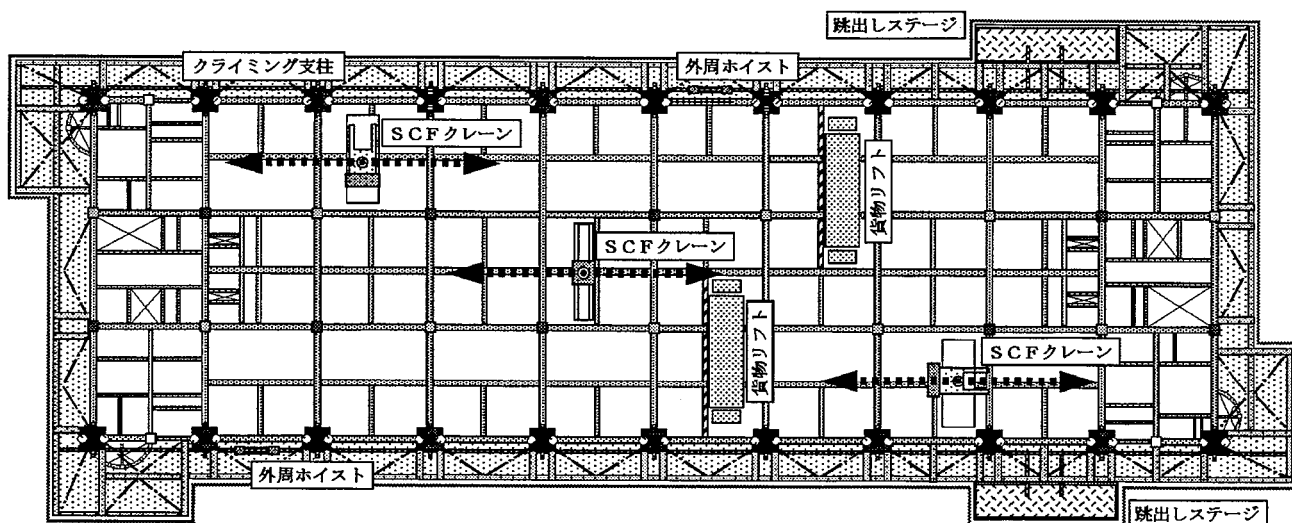 跳出しステージ
クライミング支柱
外周ホイスト
SCFクレーン
貨物リフト
SCFクレーン
貨物リフト
SCFクレーン
外周ホイスト
跳出しステージ